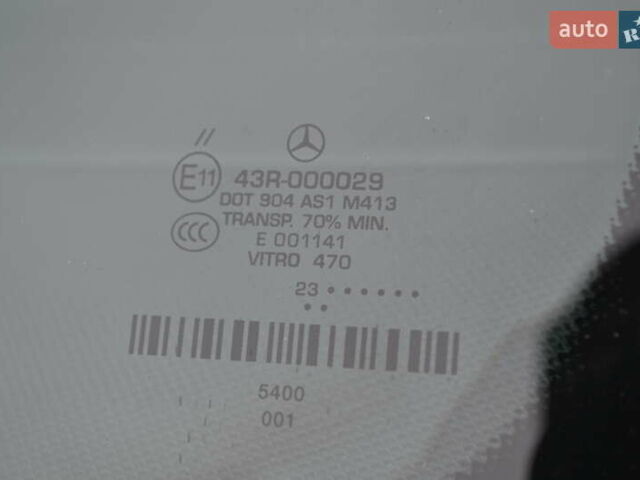 auto
R
//
E11 43R-000029
DOT 904 AS1 M413
CCC TRANSP. 70% MIN.
E 001141
VITRO 470
23 • • • • • •
• •
5400
001